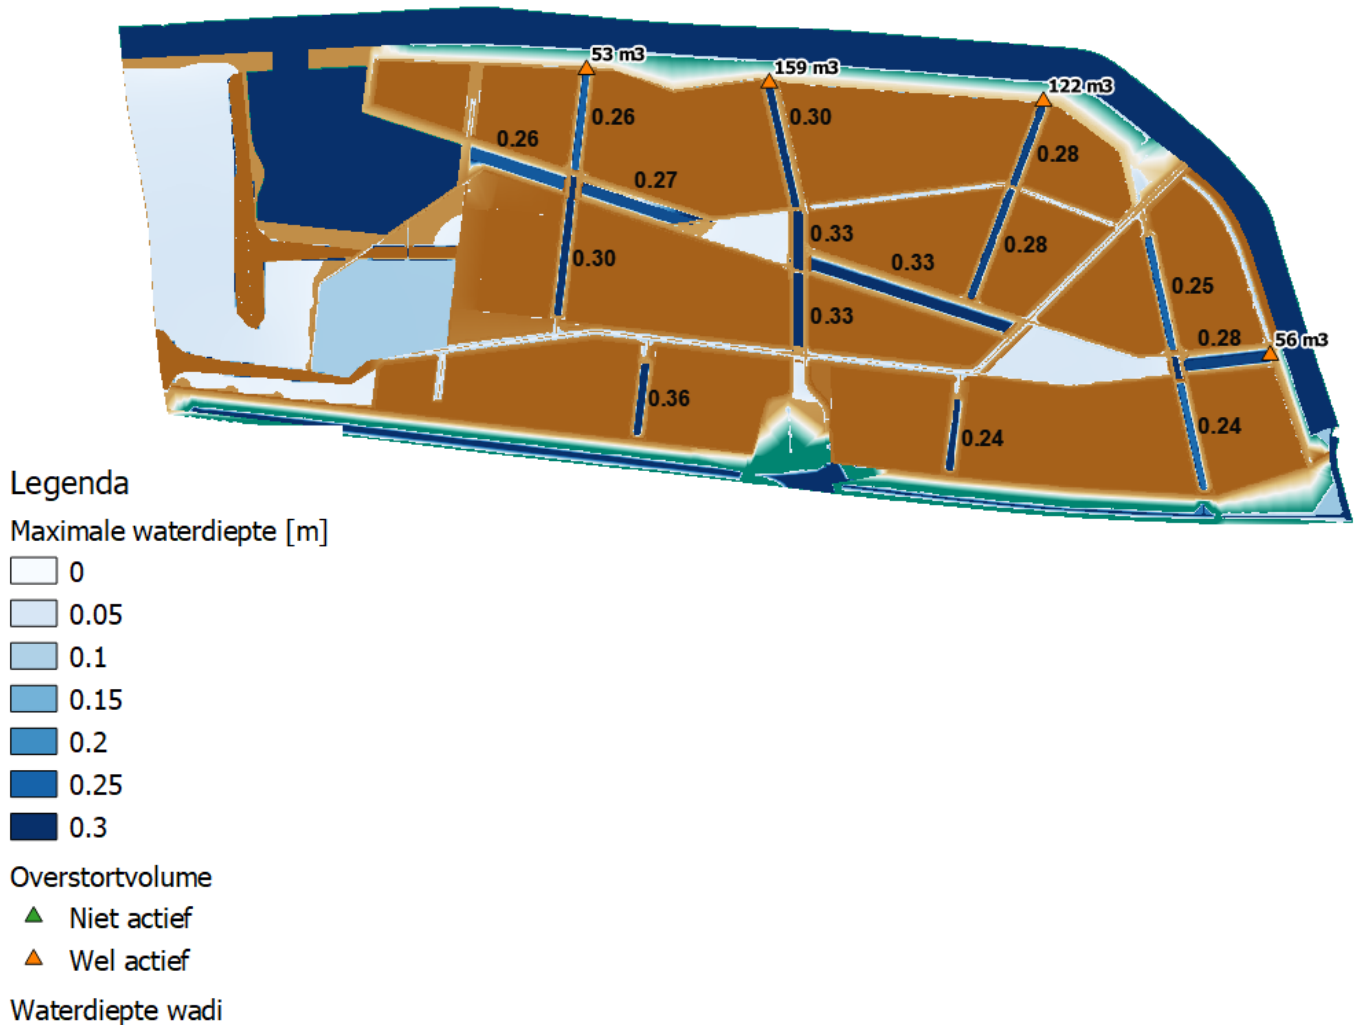 53 m3
159 m3
122 m3
0.26
0.26
0.30
0.28
0.27
0.33
0.33
0.28
0.30
0.25
0.33
0.28
56 m3
0.36
0.24
0.24
Legenda
Maximale waterdiepte [m]
0
0.05
0.1
0.15
0.2
0.25
0.3
Overstortvolume
Niet actief
Wel actief
Waterdiepte wadi